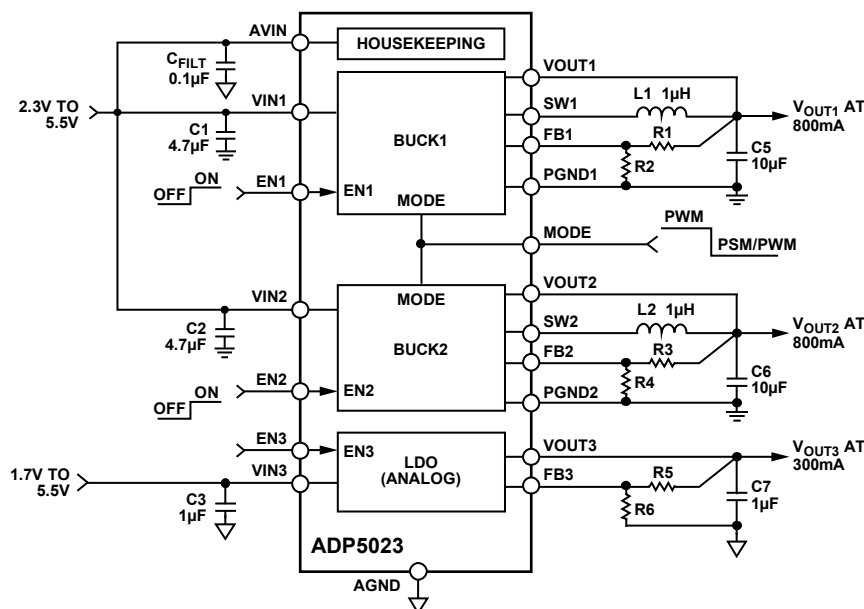 AVIN
HOUSEKEEPING
CFILT
0.1µF
VOUT1
L1 1µH
2.3V TO
5.5V
VIN1
SW1
VOUT1 AT
800mA
C1
4.7µF
BUCK1
FB1
R1
R2
C5
10µF
EN1
ON
OFF
EN1
PGND1
MODE
PWM
MODE
PSM/PWM
VIN2
MODE
VOUT2
L2 1µH
C2
4.7µF
BUCK2
SW2
VOUT2 AT
800mA
FB2
R3
R4
C6
10µF
EN2
ON
OFF
EN2
PGND2
EN3
EN3
VOUT3
1.7V TO
5.5V
VIN3
LDO
(ANALOG)
FB3
R5
VOUT3 AT
300mA
C3
1µF
R6
C7
1µF
ADP5023
AGND